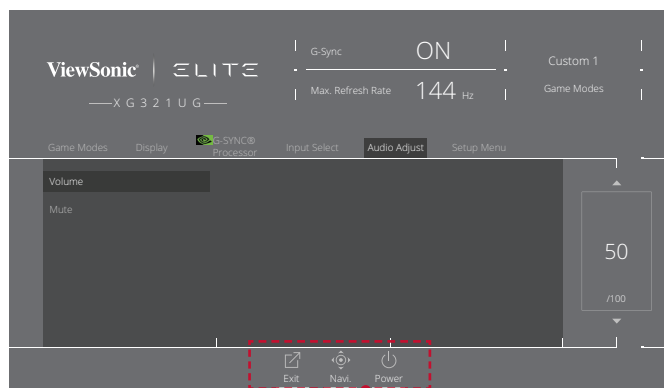 ViewSonic® | ELITE
XG321UG
G-Sync ON
Max. Refresh Rate 144 Hz
Custom 1
Game Modes
Game Modes Display G-SYNC® Processor Input Select Audio Adjust Setup Menu
Volume
Mute
50
/100
Exit Navi. Power